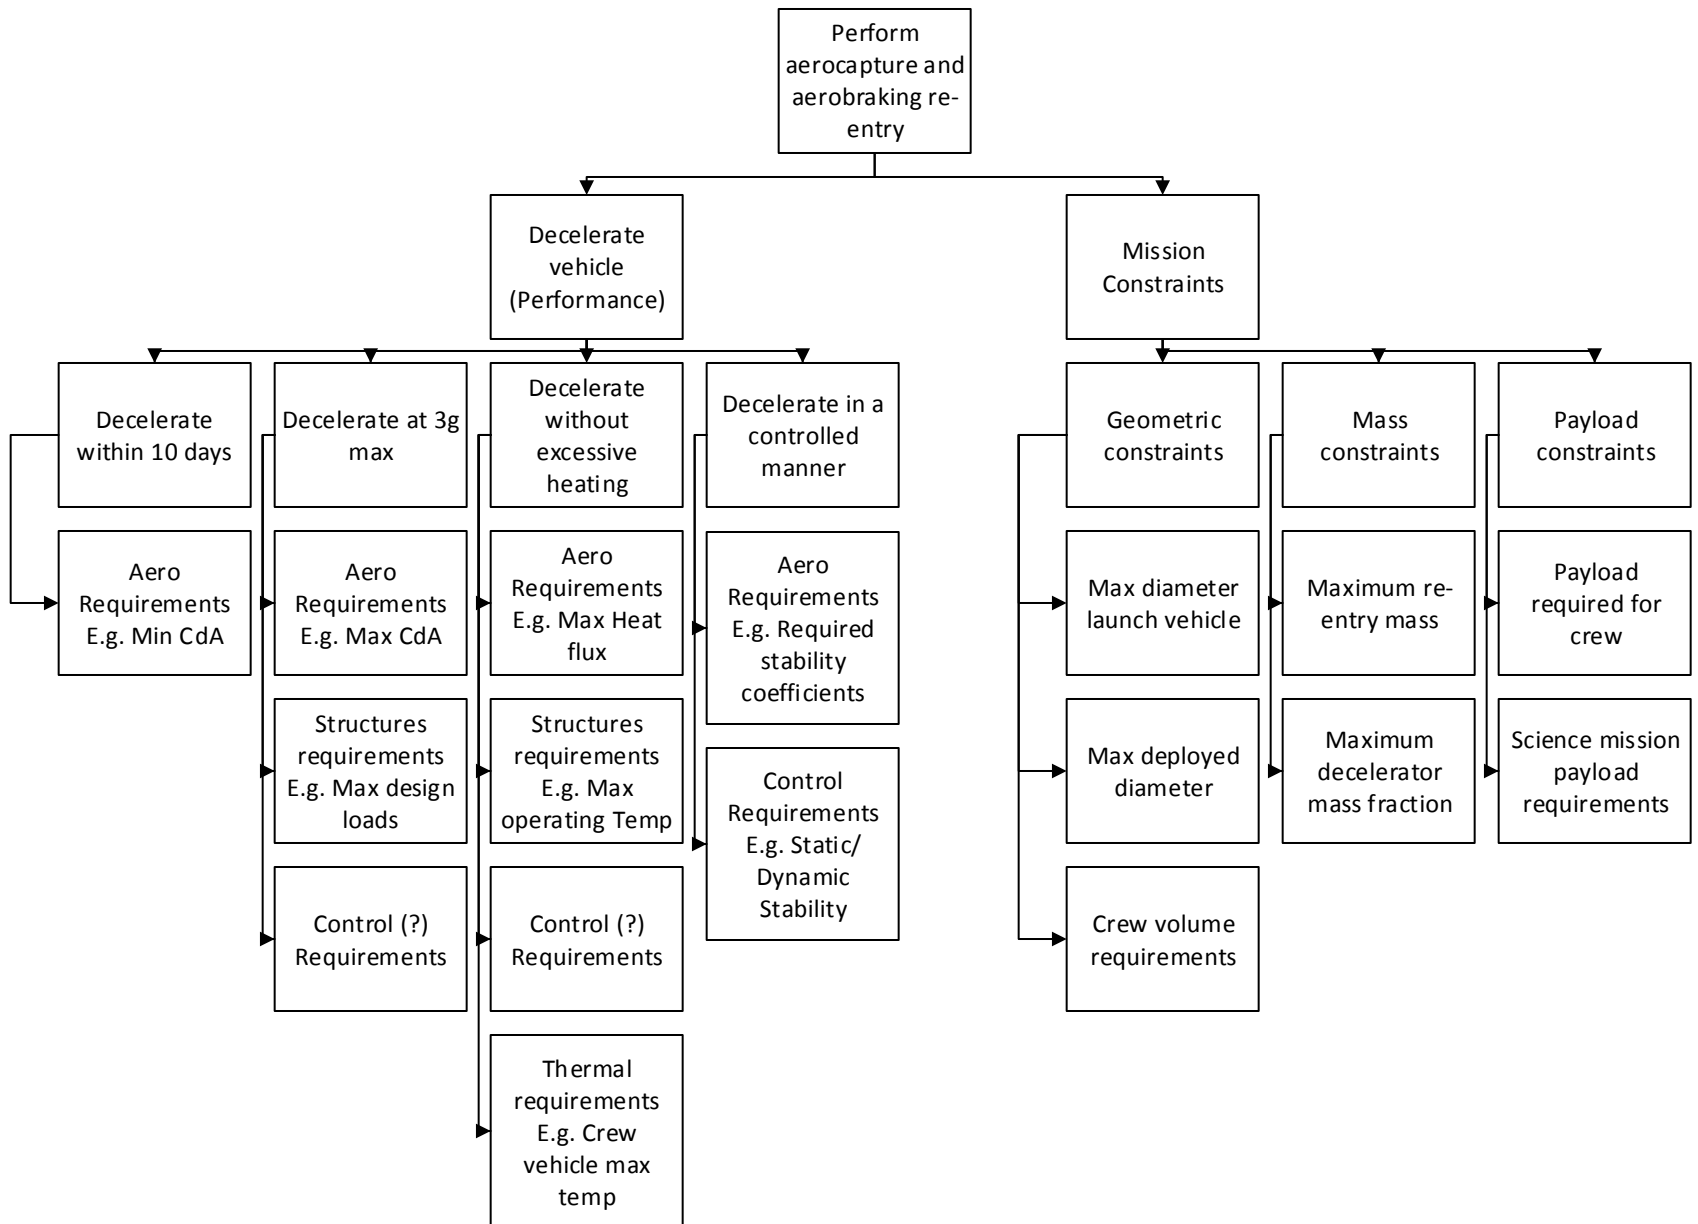 Perform
aerocapture and
aerobraking re-
entry
Decelerate
vehicle
(Performance)
Mission
Constraints
Decelerate
within 10 days
Decelerate at 3g
max
Decelerate
without
excessive
heating
Decelerate in a
controlled
manner
Geometric
constraints
Mass
constraints
Payload
constraints
Aero
Requirements
E.g. Min CdA
Aero
Requirements
E.g. Max CdA
Aero
Requirements
E.g. Max Heat
flux
Aero
Requirements
E.g. Required
stability
coefficients
Max diameter
launch vehicle
Maximum re-
entry mass
Payload
required for
crew
Structures
requirements
E.g. Max design
loads
Structures
requirements
E.g. Max
operating Temp
Control
Requirements
E.g. Static/
Dynamic
Stability
Max deployed
diameter
Maximum
decelerator
mass fraction
Science mission
payload
requirements
Control (?)
Requirements
Control (?)
Requirements
Crew volume
requirements
Thermal
requirements
E.g. Crew
vehicle max
temp